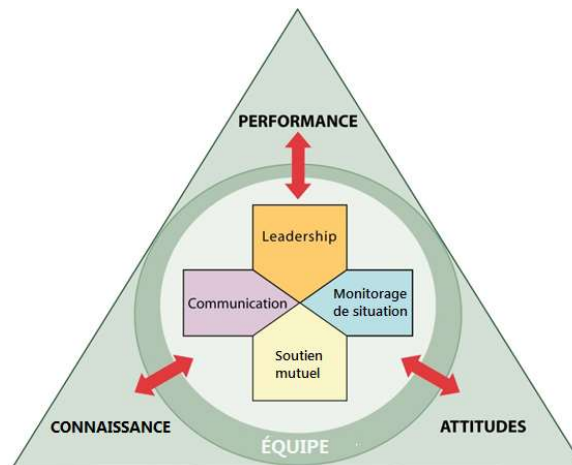 PERFORMANCE
Leadership
Communication
Monitorage
de situation
Soutien
mutuel
CONNAISSANCE
ATTITUDES
ÉQUIPE